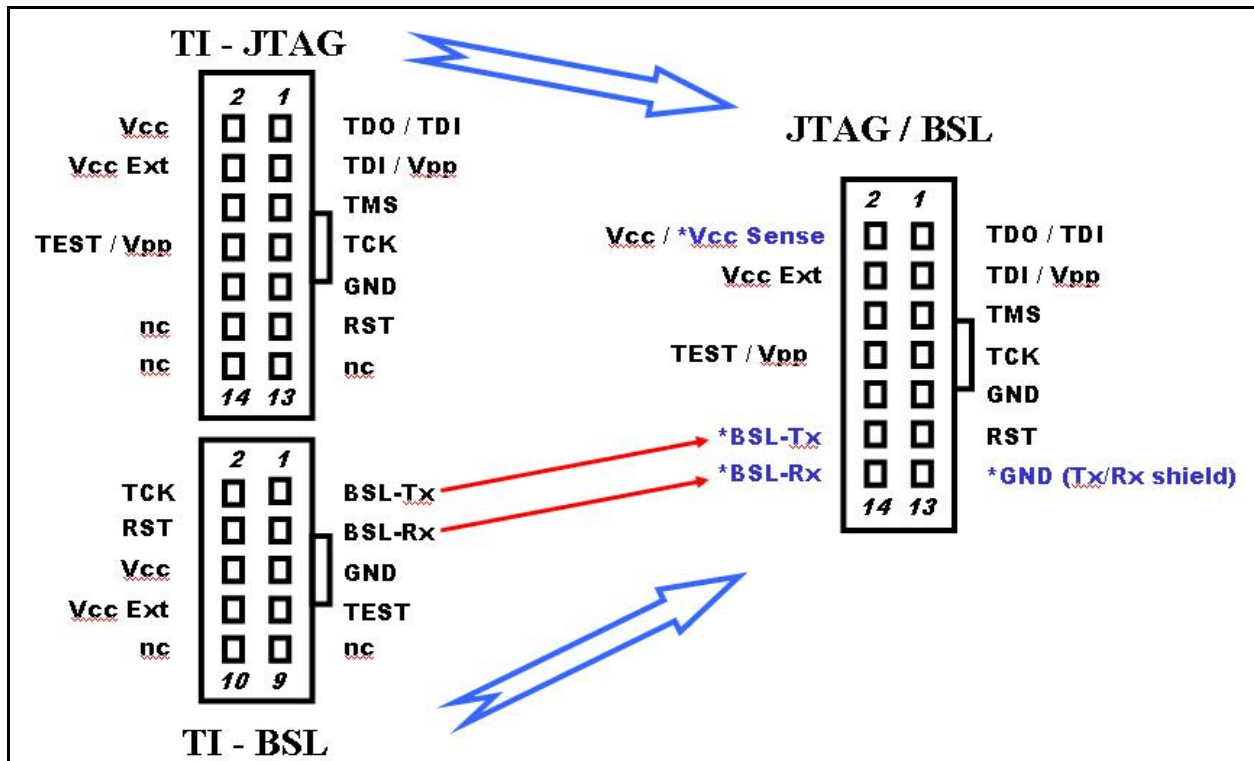 TI - JTAG
2 1
Vcc TDO / TDI
Vcc Ext TDI / Vpp
TMS
TEST / Vpp TCK
GND
nc RST
nc nc
14 13
2 1
TCK BSL-Tx
RST BSL-Rx
Vcc GND
Vcc Ext TEST
nc nc
10 9
TI - BSL
JTAG / BSL
2 1
Vcc / *Vcc Sense TDO / TDI
Vcc Ext TDI / Vpp
TMS
TEST / Vpp TCK
GND
*BSL-Tx RST
*BSL-Rx *GND (Tx/Rx shield)
14 13